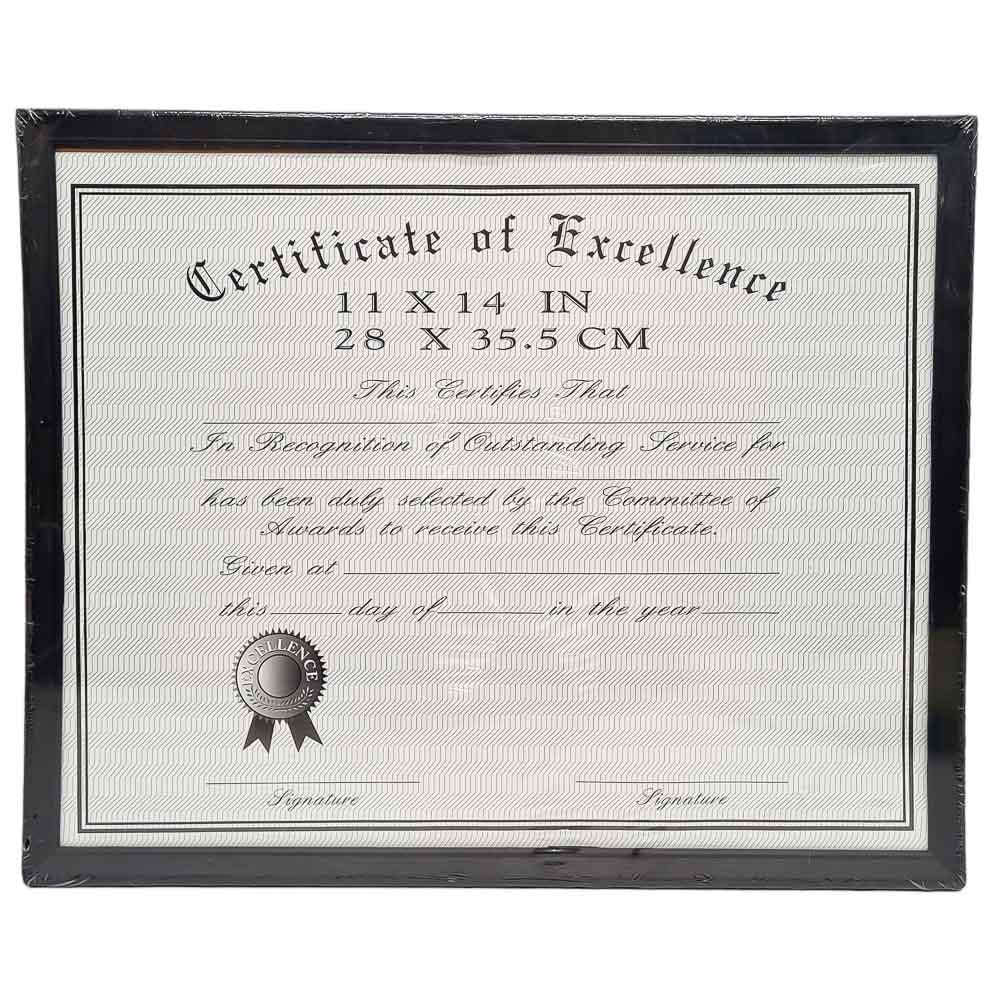 Certificate of Excellence
11 X 14 IN
28 X 35.5 CM
This Certifies That
In Recognition of Outstanding Service for
has been duly selected by the Committee of
Awards to receive this Certificate.
Given at
this day of in the year
EXCELLENCE
Signature Signature